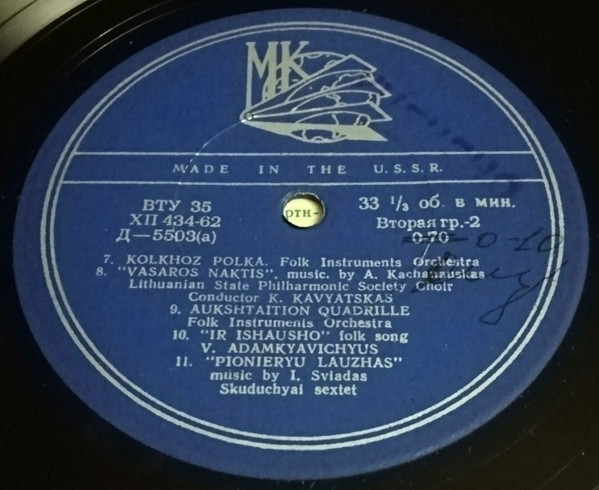 MK
MADE IN THE U.S.S.R.
ВТУ 35
ХП 434-62
Д—5503(а)
ртн-
33 1/3 об. в мин.
Вторая гр.-2
0-70
0-10
7. KOLKHOZ POLKA. Folk Instruments Orchestra
8. "VASAROS NAKTIS", music. by A. Kachanauskas
Lithuanian State Philharmonic Society Choir
Conductor K. KAVYATSKAS
9. AUKSHTAITION QUADRILLE
Folk Instruments Orchestra
10. "IR ISHAUSHO" folk song
V. ADAMKYAVICHYUS
11. "PIONIERYU LAUZHAS"
music by I. Sviadas
Skuduchyai sextet